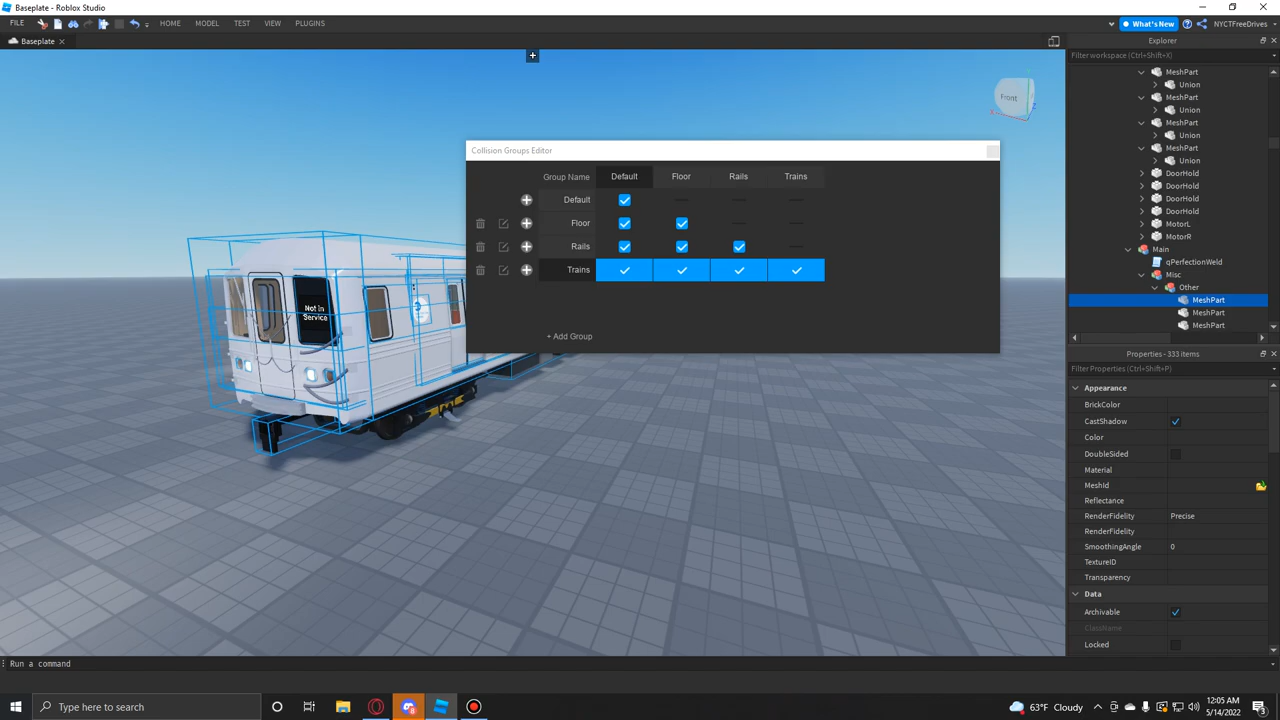 Baseplate - Roblox Studio
FILE
HOME
MODEL
TEST
VIEW
PLUGINS
What's New
NYCTFreeDrives
Baseplate
Front
Not in
Service
Collision Groups Editor
Group Name
Default
Floor
Rails
Trains
Default
Floor
Rails
Trains
+ Add Group
Explorer
Filter workspace (Ctrl+Shift+X)
MeshPart
Union
MeshPart
Union
MeshPart
Union
MeshPart
Union
DoorHold
DoorHold
DoorHold
DoorHold
MotorL
MotorR
Main
qPerfectionWeld
Misc
Other
MeshPart
MeshPart
MeshPart
Properties - 333 items
Filter Properties (Ctrl+Shift+P)
Appearance
BrickColor
CastShadow
Color
DoubleSided
Material
MeshId
Reflectance
RenderFidelity Precise
RenderFidelity
SmoothingAngle 0
TextureID
Transparency
Data
Archivable
ClassName
Locked
Run a command
Type here to search
63°F Cloudy
12:05 AM
5/14/2022
3